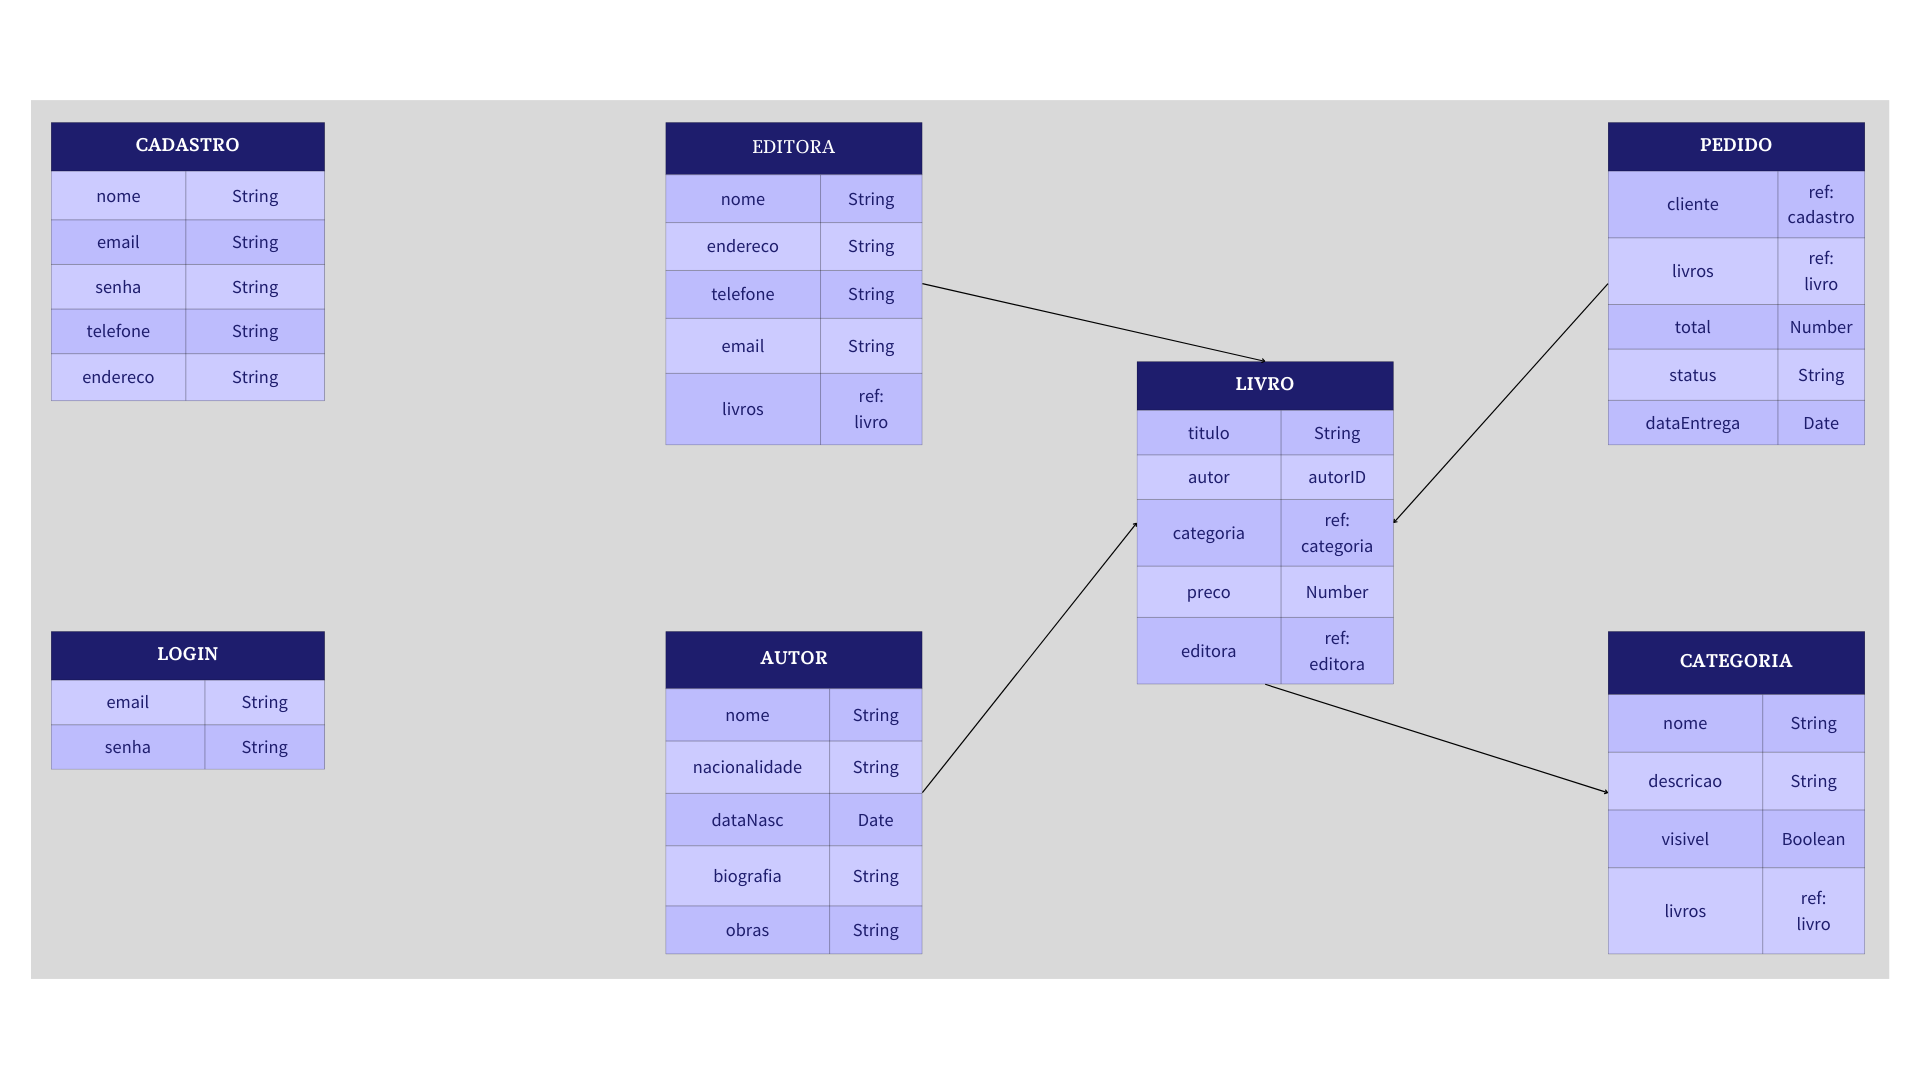 CADASTRO
nome String
email String
senha String
telefone String
endereco String
EDITORA
nome String
endereco String
telefone String
email String
livros ref:
livro
PEDIDO
cliente ref:
cadastro
livros ref:
livro
total Number
status String
dataEntrega Date
LIVRO
titulo String
autor autorID
categoria ref:
categoria
preco Number
editora ref:
editora
LOGIN
email String
senha String
AUTOR
nome String
nacionalidade String
dataNasc Date
biografia String
obras String
CATEGORIA
nome String
descricao String
visivel Boolean
livros ref:
livro